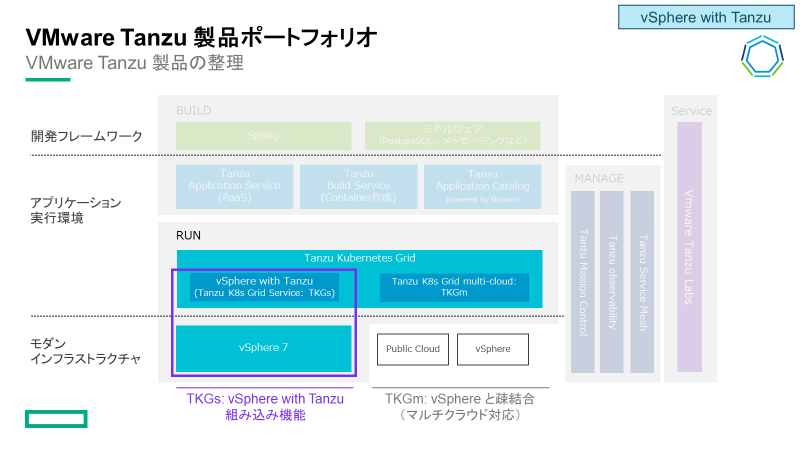 vSphere with Tanzu
VMware Tanzu 製品ポートフォリオ
VMware Tanzu 製品の整理
BUILD
Service
開発フレームワーク
Spring
ミドルウェア
(PostgreSQL、メッセージングなど)
アプリケーション
実行環境
Tanzu
Application Service
(PaaS)
Tanzu
Build Service
(Container作成)
Tanzu
Application Catalog
powered by Bitnami
MANAGE
Tanzu Mission Control
Tanzu observability
Tanzu Service Mesh
Vmware Tanzu Labs
RUN
Tanzu Kubernetes Grid
vSphere with Tanzu
(Tanzu K8s Grid Service: TKGs)
Tanzu K8s Grid multi-cloud:
TKGm
モダン
インフラストラクチャ
vSphere 7
Public Cloud
vSphere
TKGs: vSphere with Tanzu
組み込み機能
TKGm: vSphere と疎結合
（マルチクラウド対応）